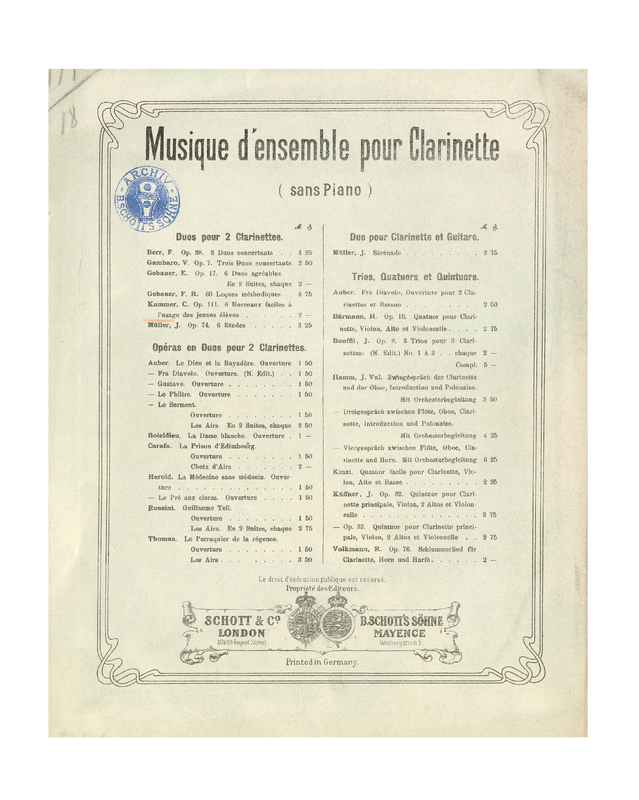 18
Musique d'ensemble pour Clarinette
( sans Piano )
ARCHIV
B.SCHOTT'S SÖHNE
M ₰
Duos pour 2 Clarinettes.
Berr, F. Op. 38. 3 Duos concertants . . 4 25
Gambaro, V. Op. 7. Trois Duos concertants 2 50
Gebauer, E. Op. 17. 6 Duos agréables.
En 2 Suites, chaque 2 —
Gebauer, F. R. 60 Leçons méthodiques 4 75
Kummer, C. Op. 111. 6 Morceaux faciles à
l'usage des jeunes élèves . . . . . 2 —
Müller, J. Op. 74. 6 Etudes . . . . . 3 25
Opéras en Duos pour 2 Clarinettes.
Auber. Le Dieu et la Bayadère. Ouverture 1 50
— Fra Diavolo. Ouverture. (N. Edit.) . . 1 50
— Gustave. Ouverture . . . . . . . 1 50
— Le Philtre. Ouverture . . . . . . 1 50
— Le Serment.
Ouverture . . . . . . . . 1 50
Les Airs. En 2 Suites, chaque 3 50
Boieldieu. La Dame blanche. Ouverture . 1 —
Carafa. La Prison d'Edimbourg.
Ouverture . . . . . . . . 1 50
Choix d'Airs . . . . . . . 2 —
Herold. La Médecine sans médecin. Ouver-
ture . . . . . . . . . . . . 1 50
— Le Pré aux clercs. Ouverture . . . . 1 50
Rossini. Guillaume Tell.
Ouverture . . . . . . . . 1 50
Les Airs. En 2 Suites, chaque 2 75
Thomas. Le Perruquier de la régence.
Ouverture . . . . . . . . 1 50
Les Airs . . . . . . . . . 3 50
M ₰
Duo pour Clarinette et Guitare.
Müller, J. Sérénade . . . . . . . . 2 75
Trios, Quatuors et Quintuors.
Auber. Fra Diavolo, Ouverture pour 2 Cla-
rinettes et Basson . . . . . . . . 2 50
Bärmann, H. Op. 18. Quatuor pour Clari-
nette, Violon, Alto et Violoncelle . . . . 2 75
Bouffil, J. Op. 8. 3 Trios pour 3 Clari-
nettes. (N. Edit.) No. 1 à 3 . . chaque 2 —
Compl. 5 —
Hamm, J. Val. Zwiegespräch der Clarinette
und der Oboe, Introduction und Polonaise.
Mit Orchesterbegleitung 3 50
— Dreigespräch zwischen Flöte, Oboe, Clari
nette, Introduction und Polonaise.
Mit Orchesterbegleitung 4 25
— Viergespräch zwischen Flöte, Oboe, Cla-
rinette und Horn. Mit Orchesterbegleitung 6 25
Kinzi. Quatuor facile pour Clarinette, Vio-
lon, Alto et Basse . . . . . . . . 2 25
Küffner, J. Op. 32. Quintuor pour Clari-
nette principale, Violon, 2 Altos et Violon-
celle . . . . . . . . . . . . 2 75
— Op. 33. Quintuor pour Clarinette princi-
pale, Violon, 2 Altos et Violoncelle . . 2 75
Volkmann, R. Op. 76. Schlummerlied für
Clarinette, Horn und Harfe . . . . . 2 —
Le droit d'exécution publique est réservé.
Propriété des Editeurs.
SCHOTT & Cº
LONDON
157&159 Regent Street.
B.SCHOTT'S SÖHNE
MAYENCE
Weihergarten 5.
Printed in Germany.